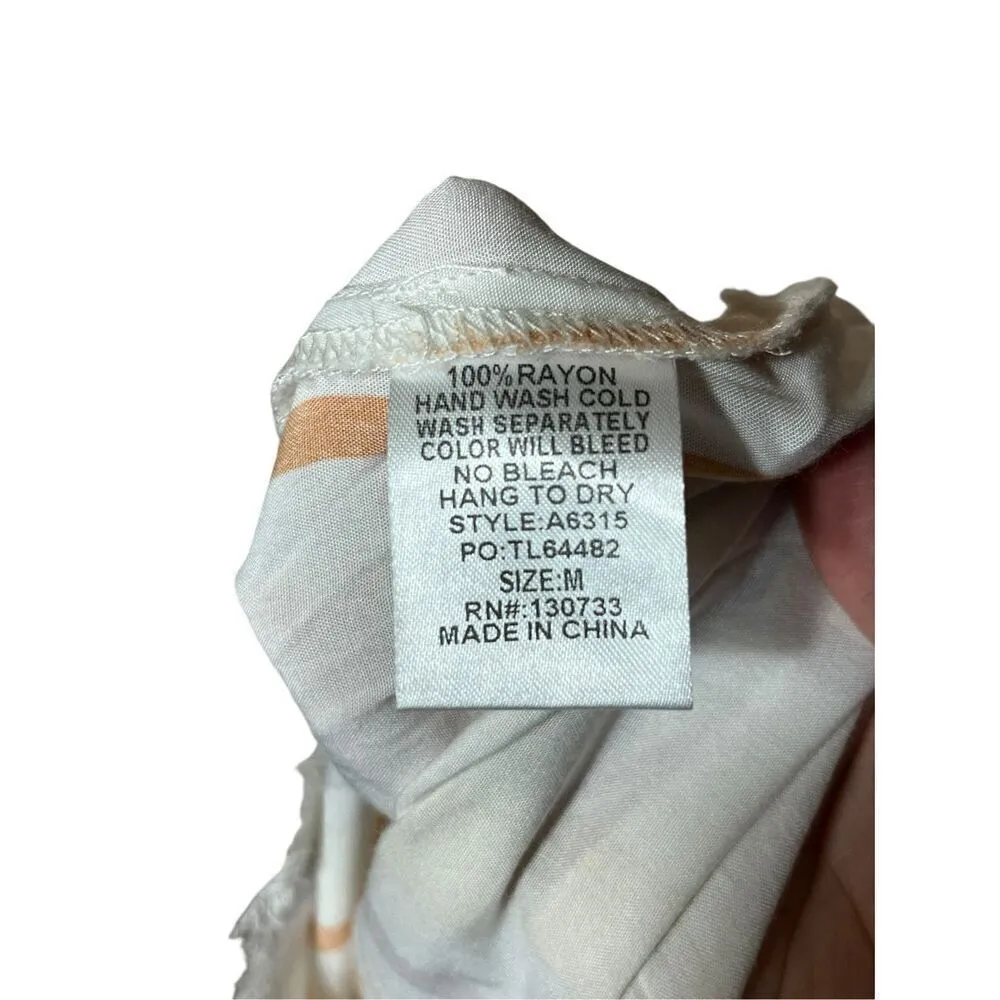 100% RAYON
HAND WASH COLD
WASH SEPARATELY
COLOR WILL BLEED
NO BLEACH
HANG TO DRY
STYLE:A6315
PO:TL64482
SIZE:M
RN#:130733
MADE IN CHINA